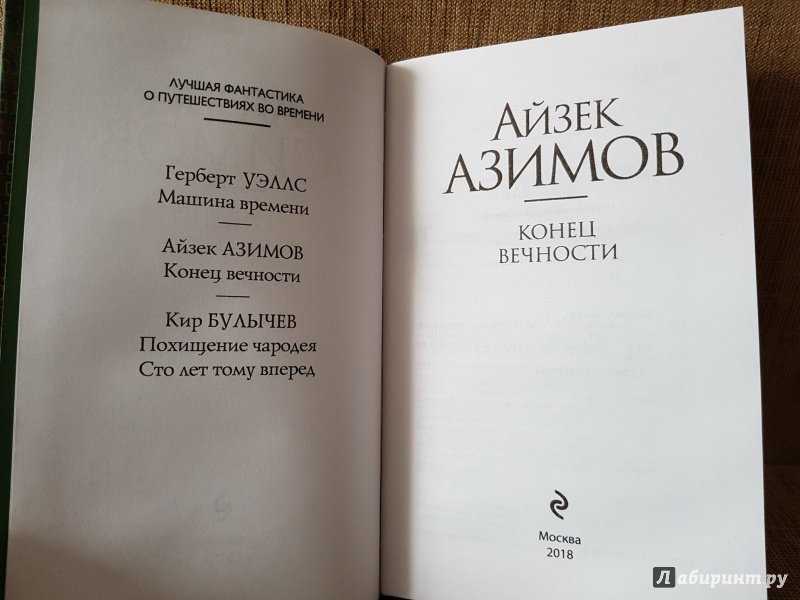 ЛУЧШАЯ ФАНТАСТИКА
О ПУТЕШЕСТВИЯХ ВО ВРЕМЕНИ
Герберт УЭЛЛС
Машина времени
Айзек АЗИМОВ
Конец вечности
Кир БУЛЫЧЕВ
Похищение чародея
Сто лет тому вперед
АЙЗЕК
АЗИМОВ
КОНЕЦ
ВЕЧНОСТИ
Москва
2018
Лабиринт.ру